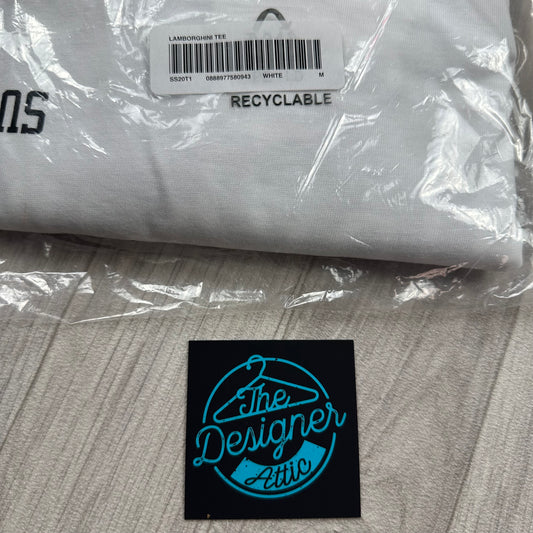 LAMBORGHINI TEE
SS20T1 0888977580943 WHITE M
RECYCLABLE
The
Designer
Attic